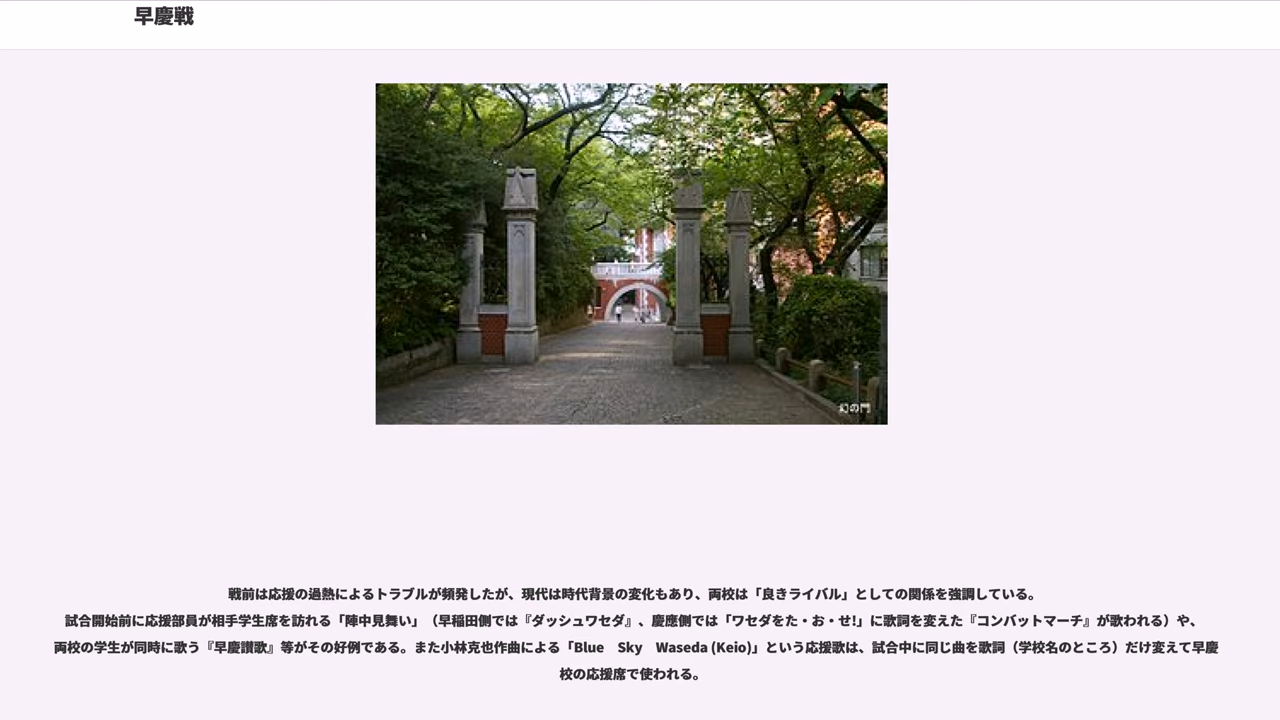 早慶戦
幻の門
戦前は応援の過熱によるトラブルが頻発したが、現代は時代背景の変化もあり、両校は「良きライバル」としての関係を強調している。
試合開始前に応援部員が相手学生席を訪れる「陣中見舞い」（早稲田側では『ダッシュワセダ』、慶應側では「ワセダをた・お・せ!」に歌詞を変えた『コンバットマーチ』が歌われる）や、
両校の学生が同時に歌う『早慶讃歌』等がその好例である。また小林克也作曲による「Blue　Sky　Waseda (Keio)」という応援歌は、試合中に同じ曲を歌詞（学校名のところ）だけ変えて早慶
校の応援席で使われる。